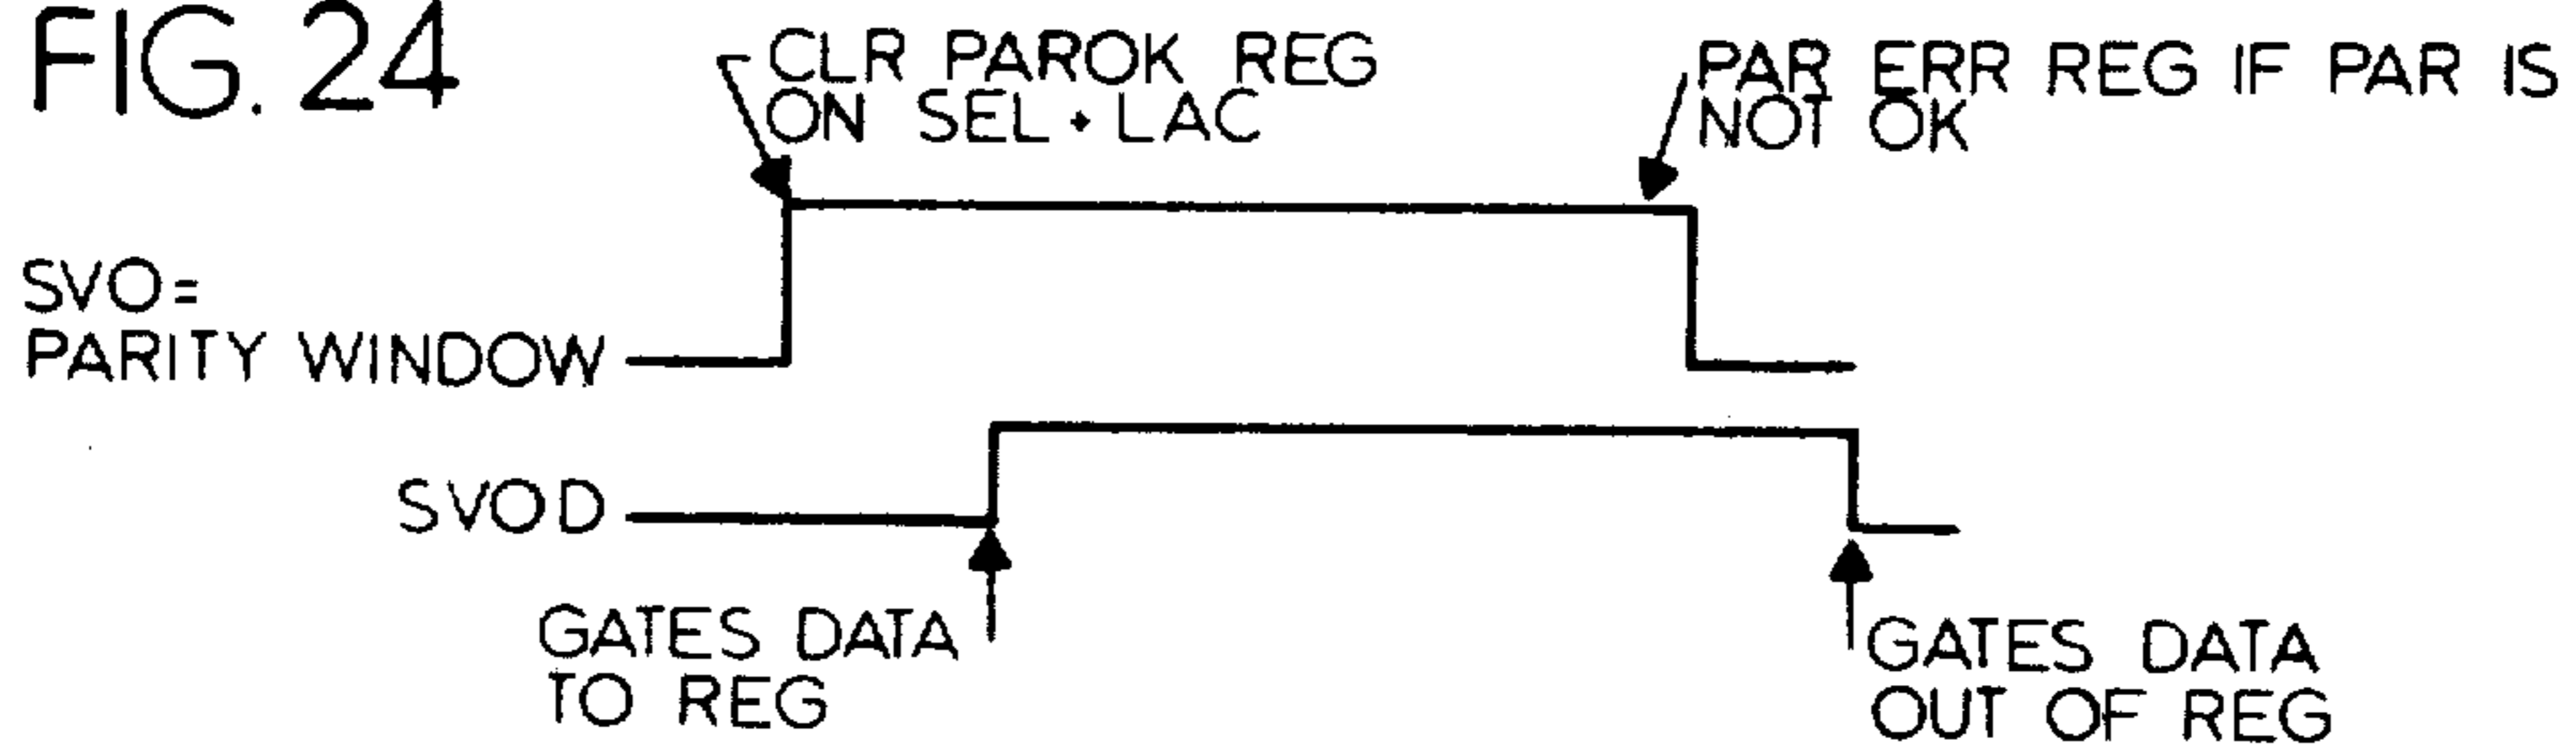 FIG. 24
CLR PAROK REG
ON SEL • LAC
PAR ERR REG IF PAR IS
NOT OK
SVO=
PARITY WINDOW
SVOD
GATES DATA
TO REG
GATES DATA
OUT OF REG